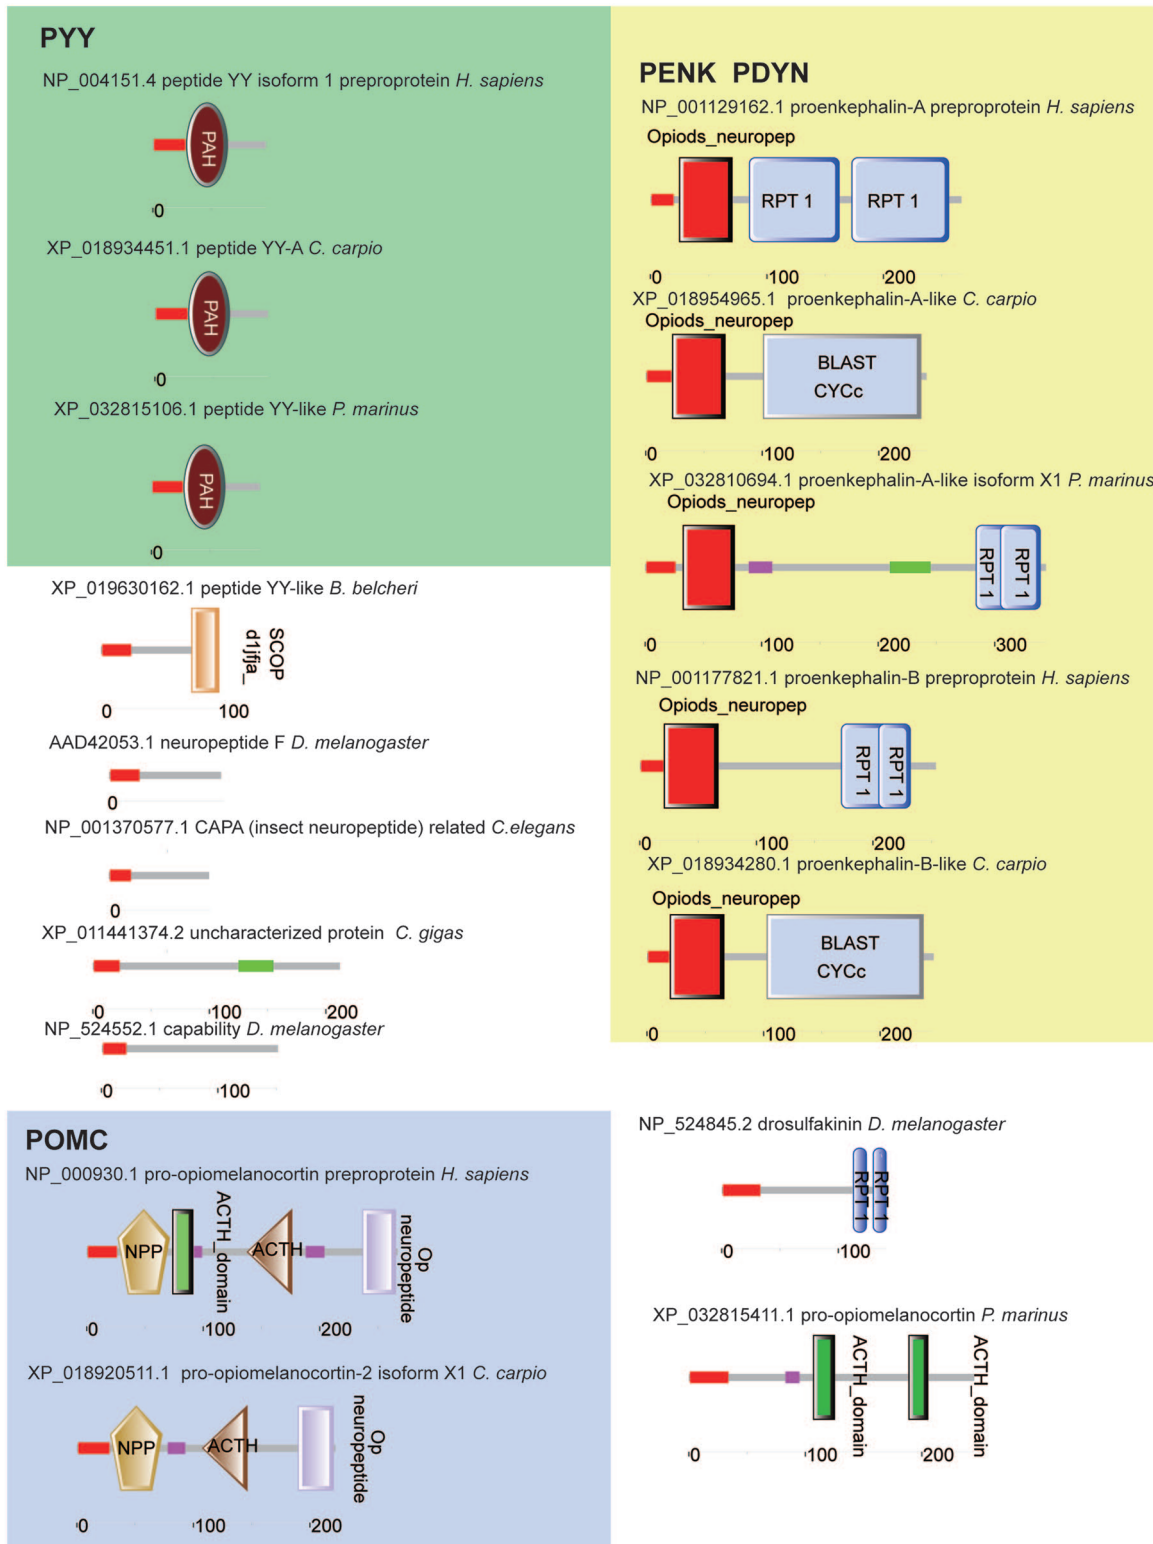 PYY
NP_004151.4 peptide YY isoform 1 preproprotein H. sapiens
PAH
0
XP_018934451.1 peptide YY-A C. carpio
PAH
0
XP_032815106.1 peptide YY-like P. marinus
PAH
0
XP_019630162.1 peptide YY-like B. belcheri
SCOP
d1jfja_
0 100
AAD42053.1 neuropeptide F D. melanogaster
0
NP_001370577.1 CAPA (insect neuropeptide) related C.elegans
0
XP_011441374.2 uncharacterized protein C. gigas
0 100 200
NP_524552.1 capability D. melanogaster
0 100
POMC
NP_000930.1 pro-opiomelanocortin preproprotein H. sapiens
NPP
ACTH_domain
ACTH
Op
neuropeptide
0 100 200
XP_018920511.1 pro-opiomelanocortin-2 isoform X1 C. carpio
NPP
ACTH
Op
neuropeptide
0 100 200
PENK PDYN
NP_001129162.1 proenkephalin-A preproprotein H. sapiens
Opiods_neuropep
RPT 1 RPT 1
0 100 200
XP_018954965.1 proenkephalin-A-like C. carpio
Opiods_neuropep
BLAST
CYCc
0 100 200
XP_032810694.1 proenkephalin-A-like isoform X1 P. marinus
Opiods_neuropep
RPT 1
RPT 1
0 100 200 300
NP_001177821.1 proenkephalin-B preproprotein H. sapiens
Opiods_neuropep
RPT 1
RPT 1
0 100 200
XP_018934280.1 proenkephalin-B-like C. carpio
Opiods_neuropep
BLAST
CYCc
0 100 200
NP_524845.2 drosulfakinin D. melanogaster
RPT 1
RPT 1
0 100
XP_032815411.1 pro-opiomelanocortin P. marinus
ACTH_domain
ACTH_domain
0 100 200